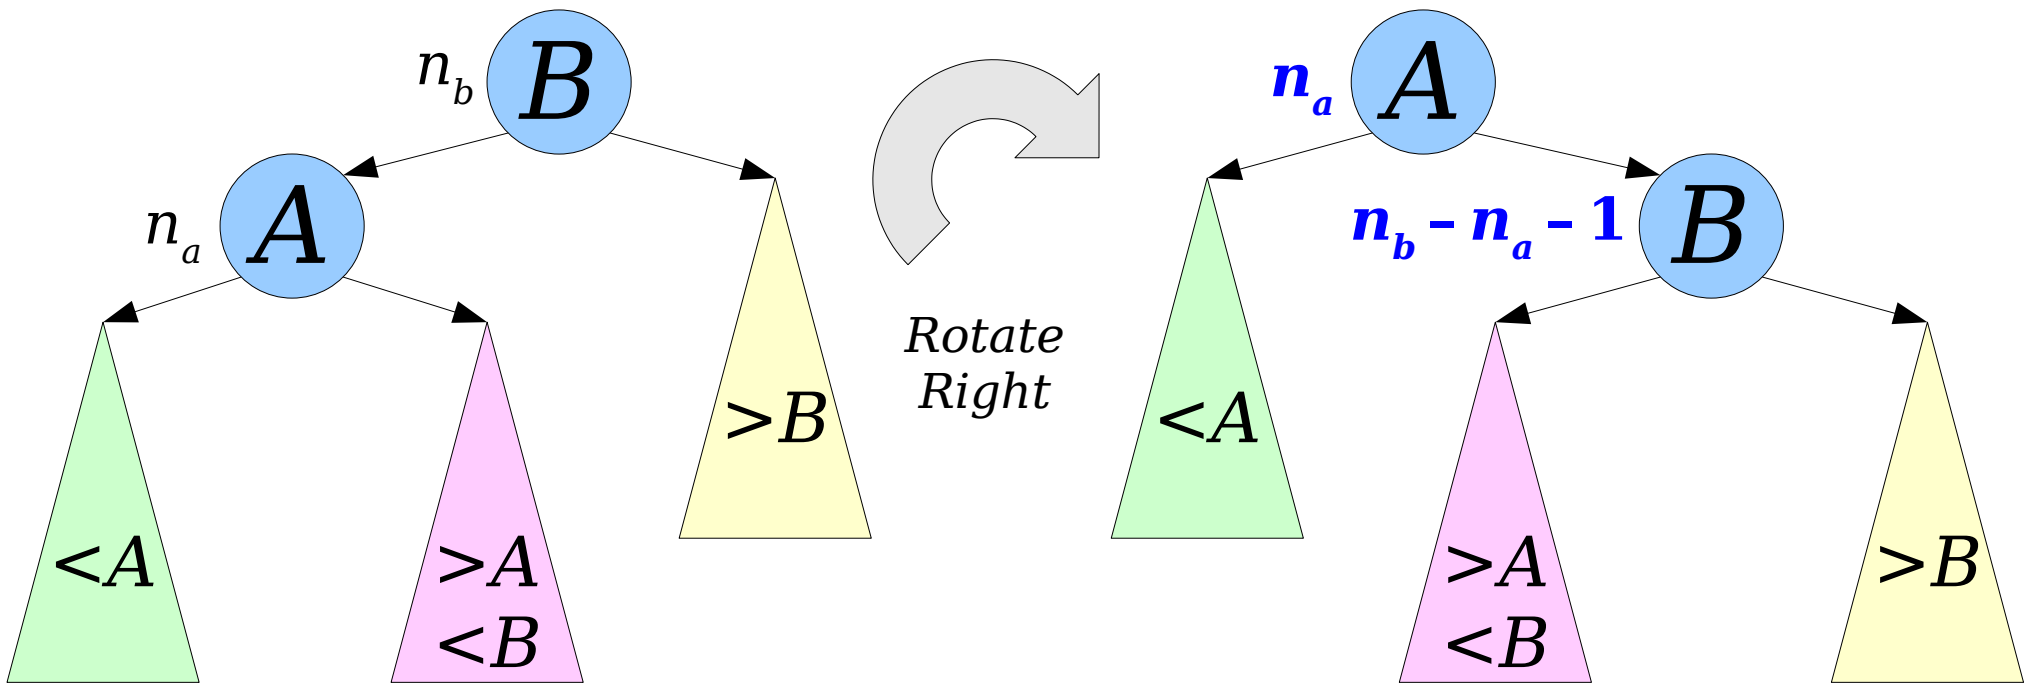 n_b B
n_a A
<A
>A
<B
>B
Rotate
Right
n_a A
n_b – n_a – 1 B
<A
>A
<B
>B